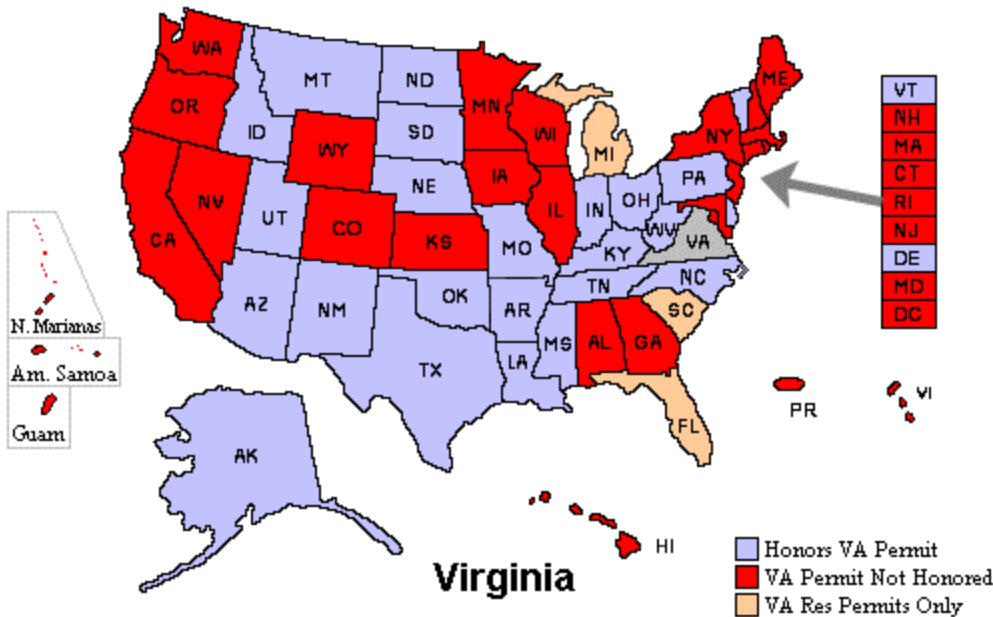 WA
MT
ND
MN
ME
VT
OR
ID
SD
WI
MI
NY
NH
WY
MA
NE
IA
PA
CT
NV
UT
CO
KS
IL
IN
OH
RI
CA
MO
KY
WV
VA
NJ
DE
AZ
NM
OK
AR
TN
NC
MD
SC
DC
N. Marianas
TX
LA
MS
AL
GA
Am. Samoa
Guam
FL
PR
VI
AK
HI
Virginia
Honors VA Permit
VA Permit Not Honored
VA Res Permits Only